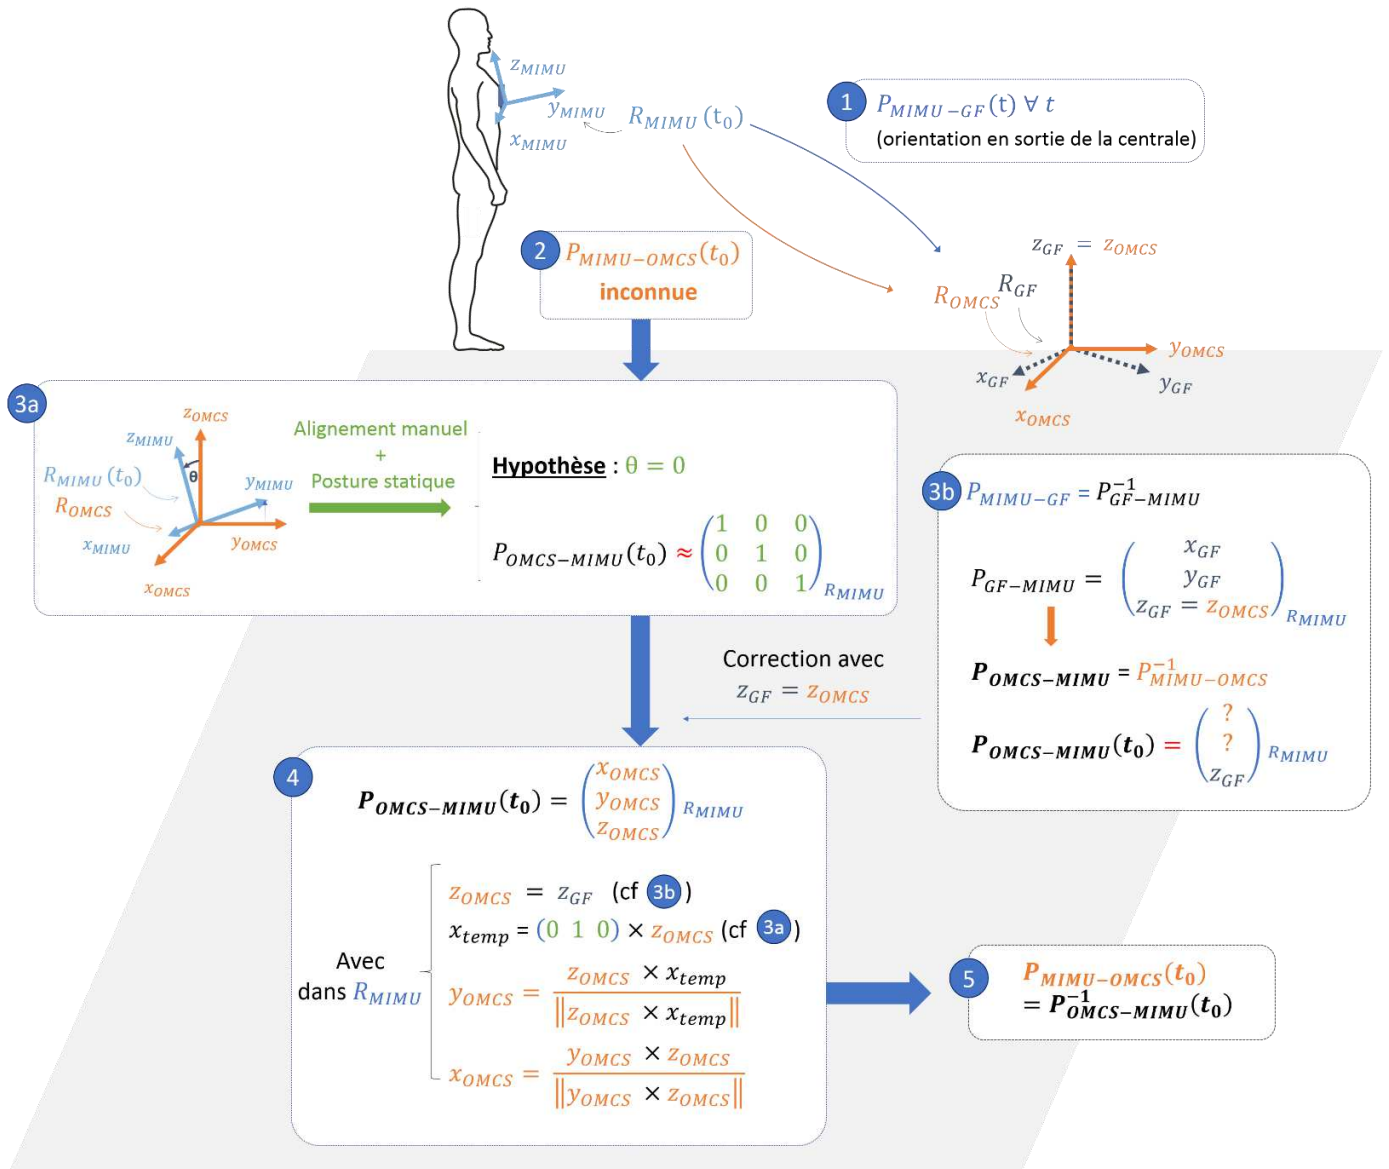 z_MIMU
y_MIMU
x_MIMU
R_MIMU (t_0)
1
P_MIMU−GF(t) ∀ t
(orientation en sortie de la centrale)
2
P_MIMU−OMCS(t_0)
inconnue
z_GF = z_OMCS
R_GF
R_OMCS
y_OMCS
x_GF
y_GF
x_OMCS
3a
z_OMCS
z_MIMU
θ
R_MIMU (t_0)
y_MIMU
R_OMCS
x_MIMU
y_OMCS
x_OMCS
Alignement manuel
+
Posture statique
Hypothèse : θ = 0
P_OMCS−MIMU(t_0) ≈ (1 0 0
0 1 0
0 0 1)_R_MIMU
3b
P_MIMU−GF = P^−1_GF−MIMU
P_GF−MIMU = (x_GF
y_GF
z_GF = z_OMCS)_R_MIMU
P_OMCS−MIMU = P^−1_MIMU−OMCS
P_OMCS−MIMU(t_0) = (?
?
z_GF)_R_MIMU
Correction avec
z_GF = z_OMCS
4
P_OMCS−MIMU(t_0) = (x_OMCS
y_OMCS
z_OMCS)_R_MIMU
Avec
dans R_MIMU
z_OMCS = z_GF (cf 3b)
x_temp = (0 1 0) × z_OMCS (cf 3a)
y_OMCS = z_OMCS × x_temp / ‖z_OMCS × x_temp‖
x_OMCS = y_OMCS × z_OMCS / ‖y_OMCS × z_OMCS‖
5
P_MIMU−OMCS(t_0)
= P^−1_OMCS−MIMU(t_0)